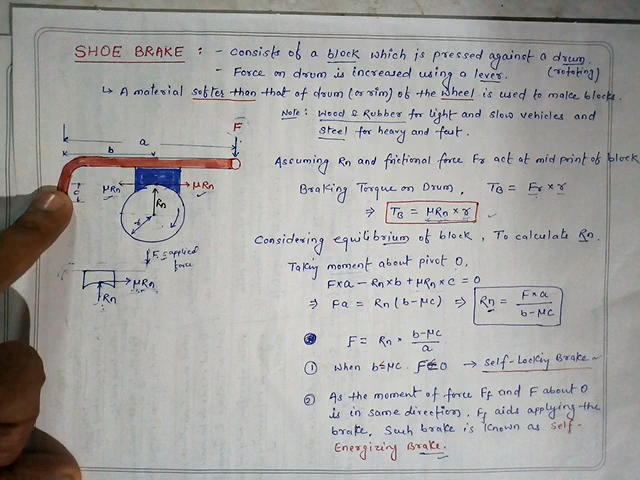 SHOE BRAKE : - Consists of a block which is pressed against a drum.
- Force on drum is increased using a lever. (rotating)
↳ A material softer than that of drum (or rim) of the wheel is used to make blocks.
Note: Wood & Rubber for light and slow vehicles and
steel for heavy and fast.
F
a
b
c
μRn
μRn
Rn
r
F is applied
force
μRn
Rn
Assuming Rn and frictional force Fr act at mid point of block
Braking Torque on Drum, TB = Fr × r
⇒ TB = μRn × r
Considering equilibrium of block, To calculate Rn.
Taking moment about pivot O,
F×a - Rn×b + μRn×c = 0
⇒ Fa = Rn (b-μc) ⇒ Rn = F×a / b-μc
F = Rn × b-μc / a
① When b≤μc. F≤0 → Self-Locking Brake
② As the moment of force Ff and F about O
is in same direction. Ff aids applying the
brake. Such brake is known as Self-
Energizing Brake.